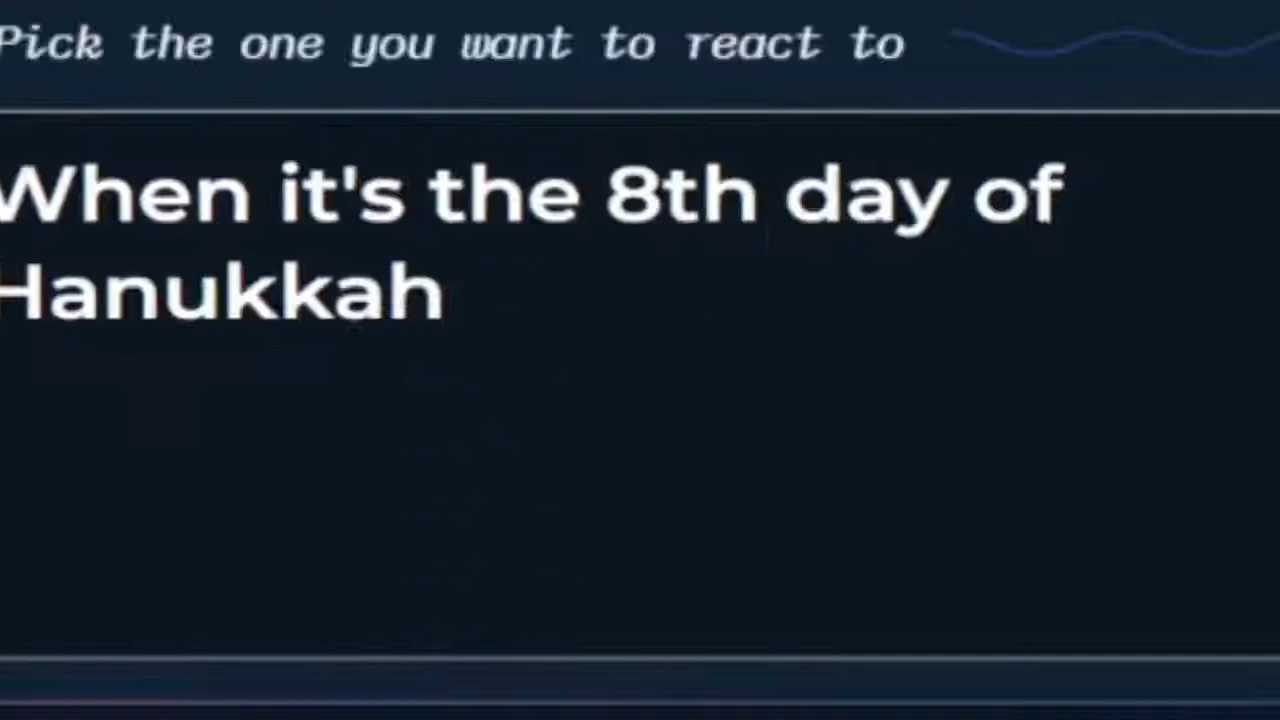 Pick the one you want to react to
When it's the 8th day of
Hanukkah